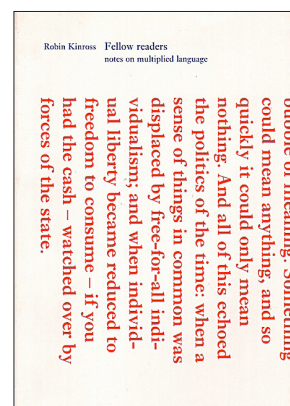 Robin Kinross Fellow readers
notes on multiplied language
of meaning. Something
could mean anything, and so
quickly it could only mean
nothing. And all of this echoed
the politics of the time: when a
sense of things in common was
displaced by free-for-all indi-
vidualism; and when individ-
ual liberty became reduced to
freedom to consume – if you
had the cash – watched over by
forces of the state.